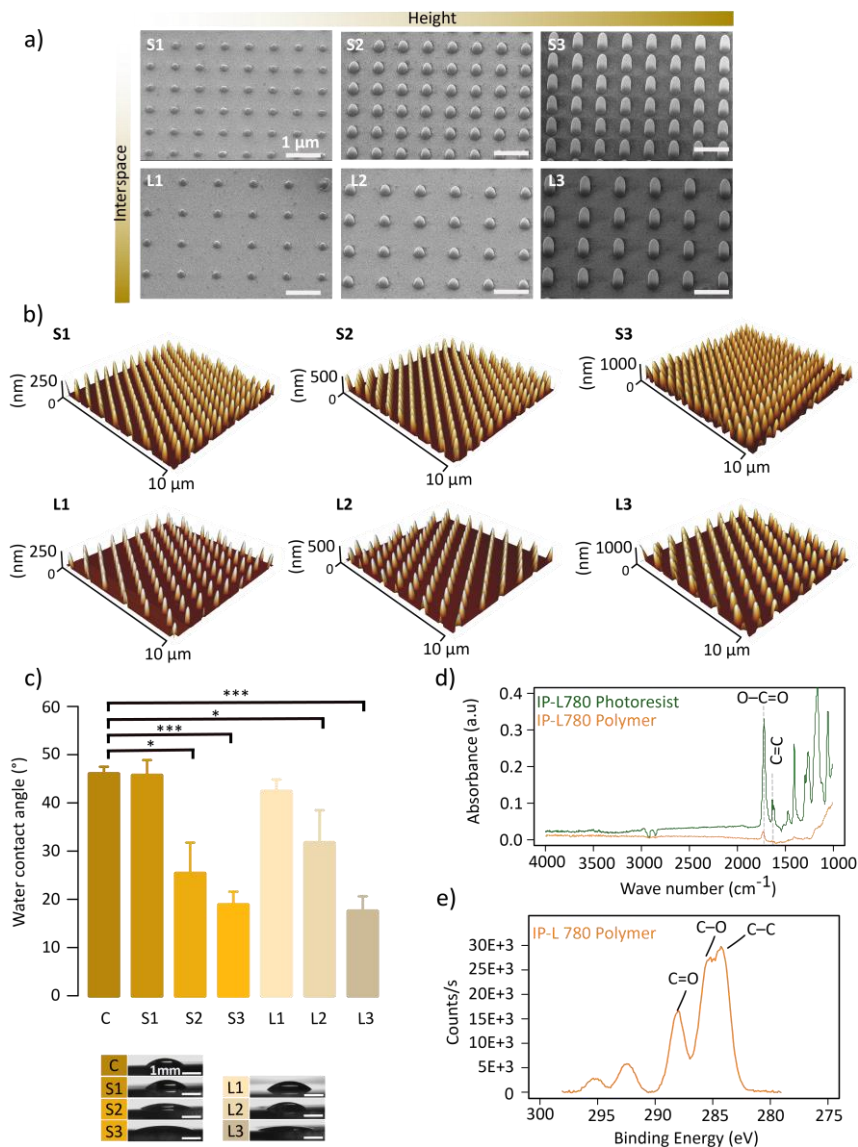 Height
a)
S1
S2
S3
1 μm
Interspace
L1
L2
L3
b)
S1
S2
S3
250
(nm)
0
10 μm
500
(nm)
0
10 μm
1000
(nm)
0
10 μm
L1
L2
L3
250
(nm)
0
10 μm
500
(nm)
0
10 μm
1000
(nm)
0
10 μm
c)
60
50
40
30
20
10
0
Water contact angle (°)
***
*
***
*
C S1 S2 S3 L1 L2 L3
C
1mm
S1
S2
S3
L1
L2
L3
d)
IP-L780 Photoresist
IP-L780 Polymer
O–C=O
C=C
0.4
0.3
0.2
0.1
0.0
Absorbance (a.u)
4000 3500 3000 2500 2000 1500 1000
Wave number (cm⁻¹)
e)
IP-L 780 Polymer
C–O
C–C
C=O
30E+3
25E+3
20E+3
15E+3
10E+3
5E+3
0
Counts/s
300 295 290 285 280 275
Binding Energy (eV)